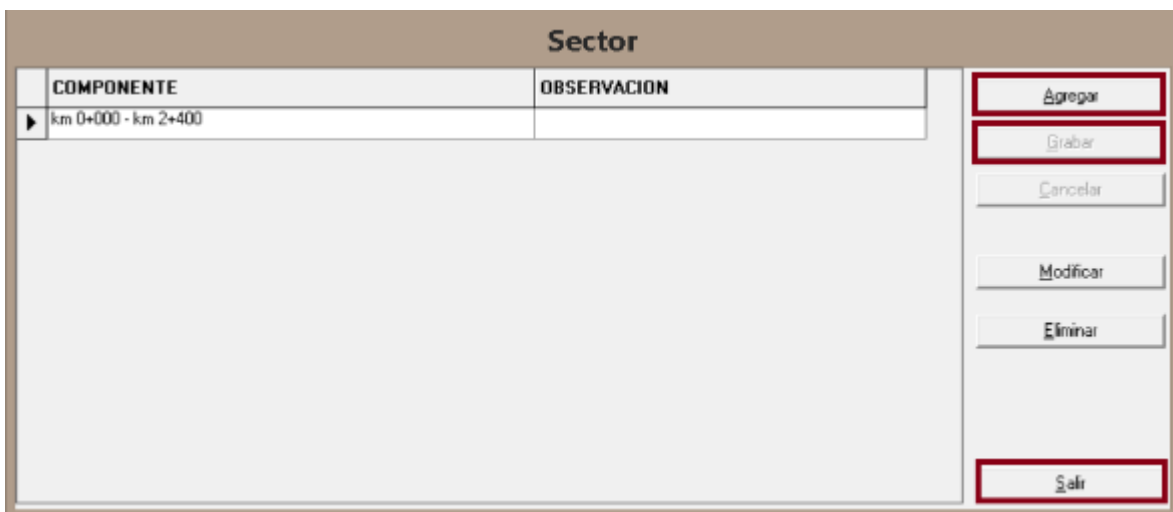 Sector
COMPONENTE OBSERVACION
km 0+000 - km 2+400
Agregar
Grabar
Cancelar
Modificar
Eliminar
Salir